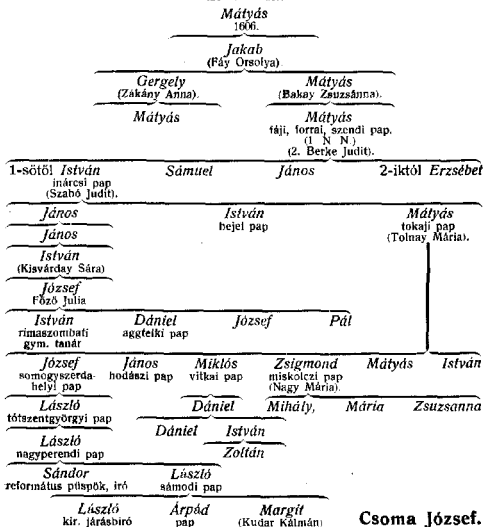 Mátyás
1606.
Jakab
(Fáy Orsolya).
Gergely Mátyás
(Zákány Anna). (Bakay Zsuzsánna).
Mátyás Mátyás
fáji, forrai, szendi pap.
(1 N N.)
(2. Berke Judit).
1-sőtől István Sámuel János 2-iktól Erzsébet
inárcsi pap
(Szabó Judit).
János István Mátyás
bejei pap tokaji pap
János (Tolnay Mária).
István
(Kisvárday Sára)
József
Főző Julia
István Dániel József Pál
rimaszombati aggtelki pap
gym. tanár
József János Miklós Zsigmond Mátyás István
somogyszerda- hodászi pap vitkai pap miskolczi pap
helyi pap (Nagy Mária).
László Dániel Mihály, Mária Zsuzsanna
tótszentgyörgyi pap
László Dániel István
nagyperendi pap Zoltán
Sándor László
református püspök, író sámodi pap
László Árpád Margit
kir. járásbíró pap (Kudar Kálmán)
Csoma József.